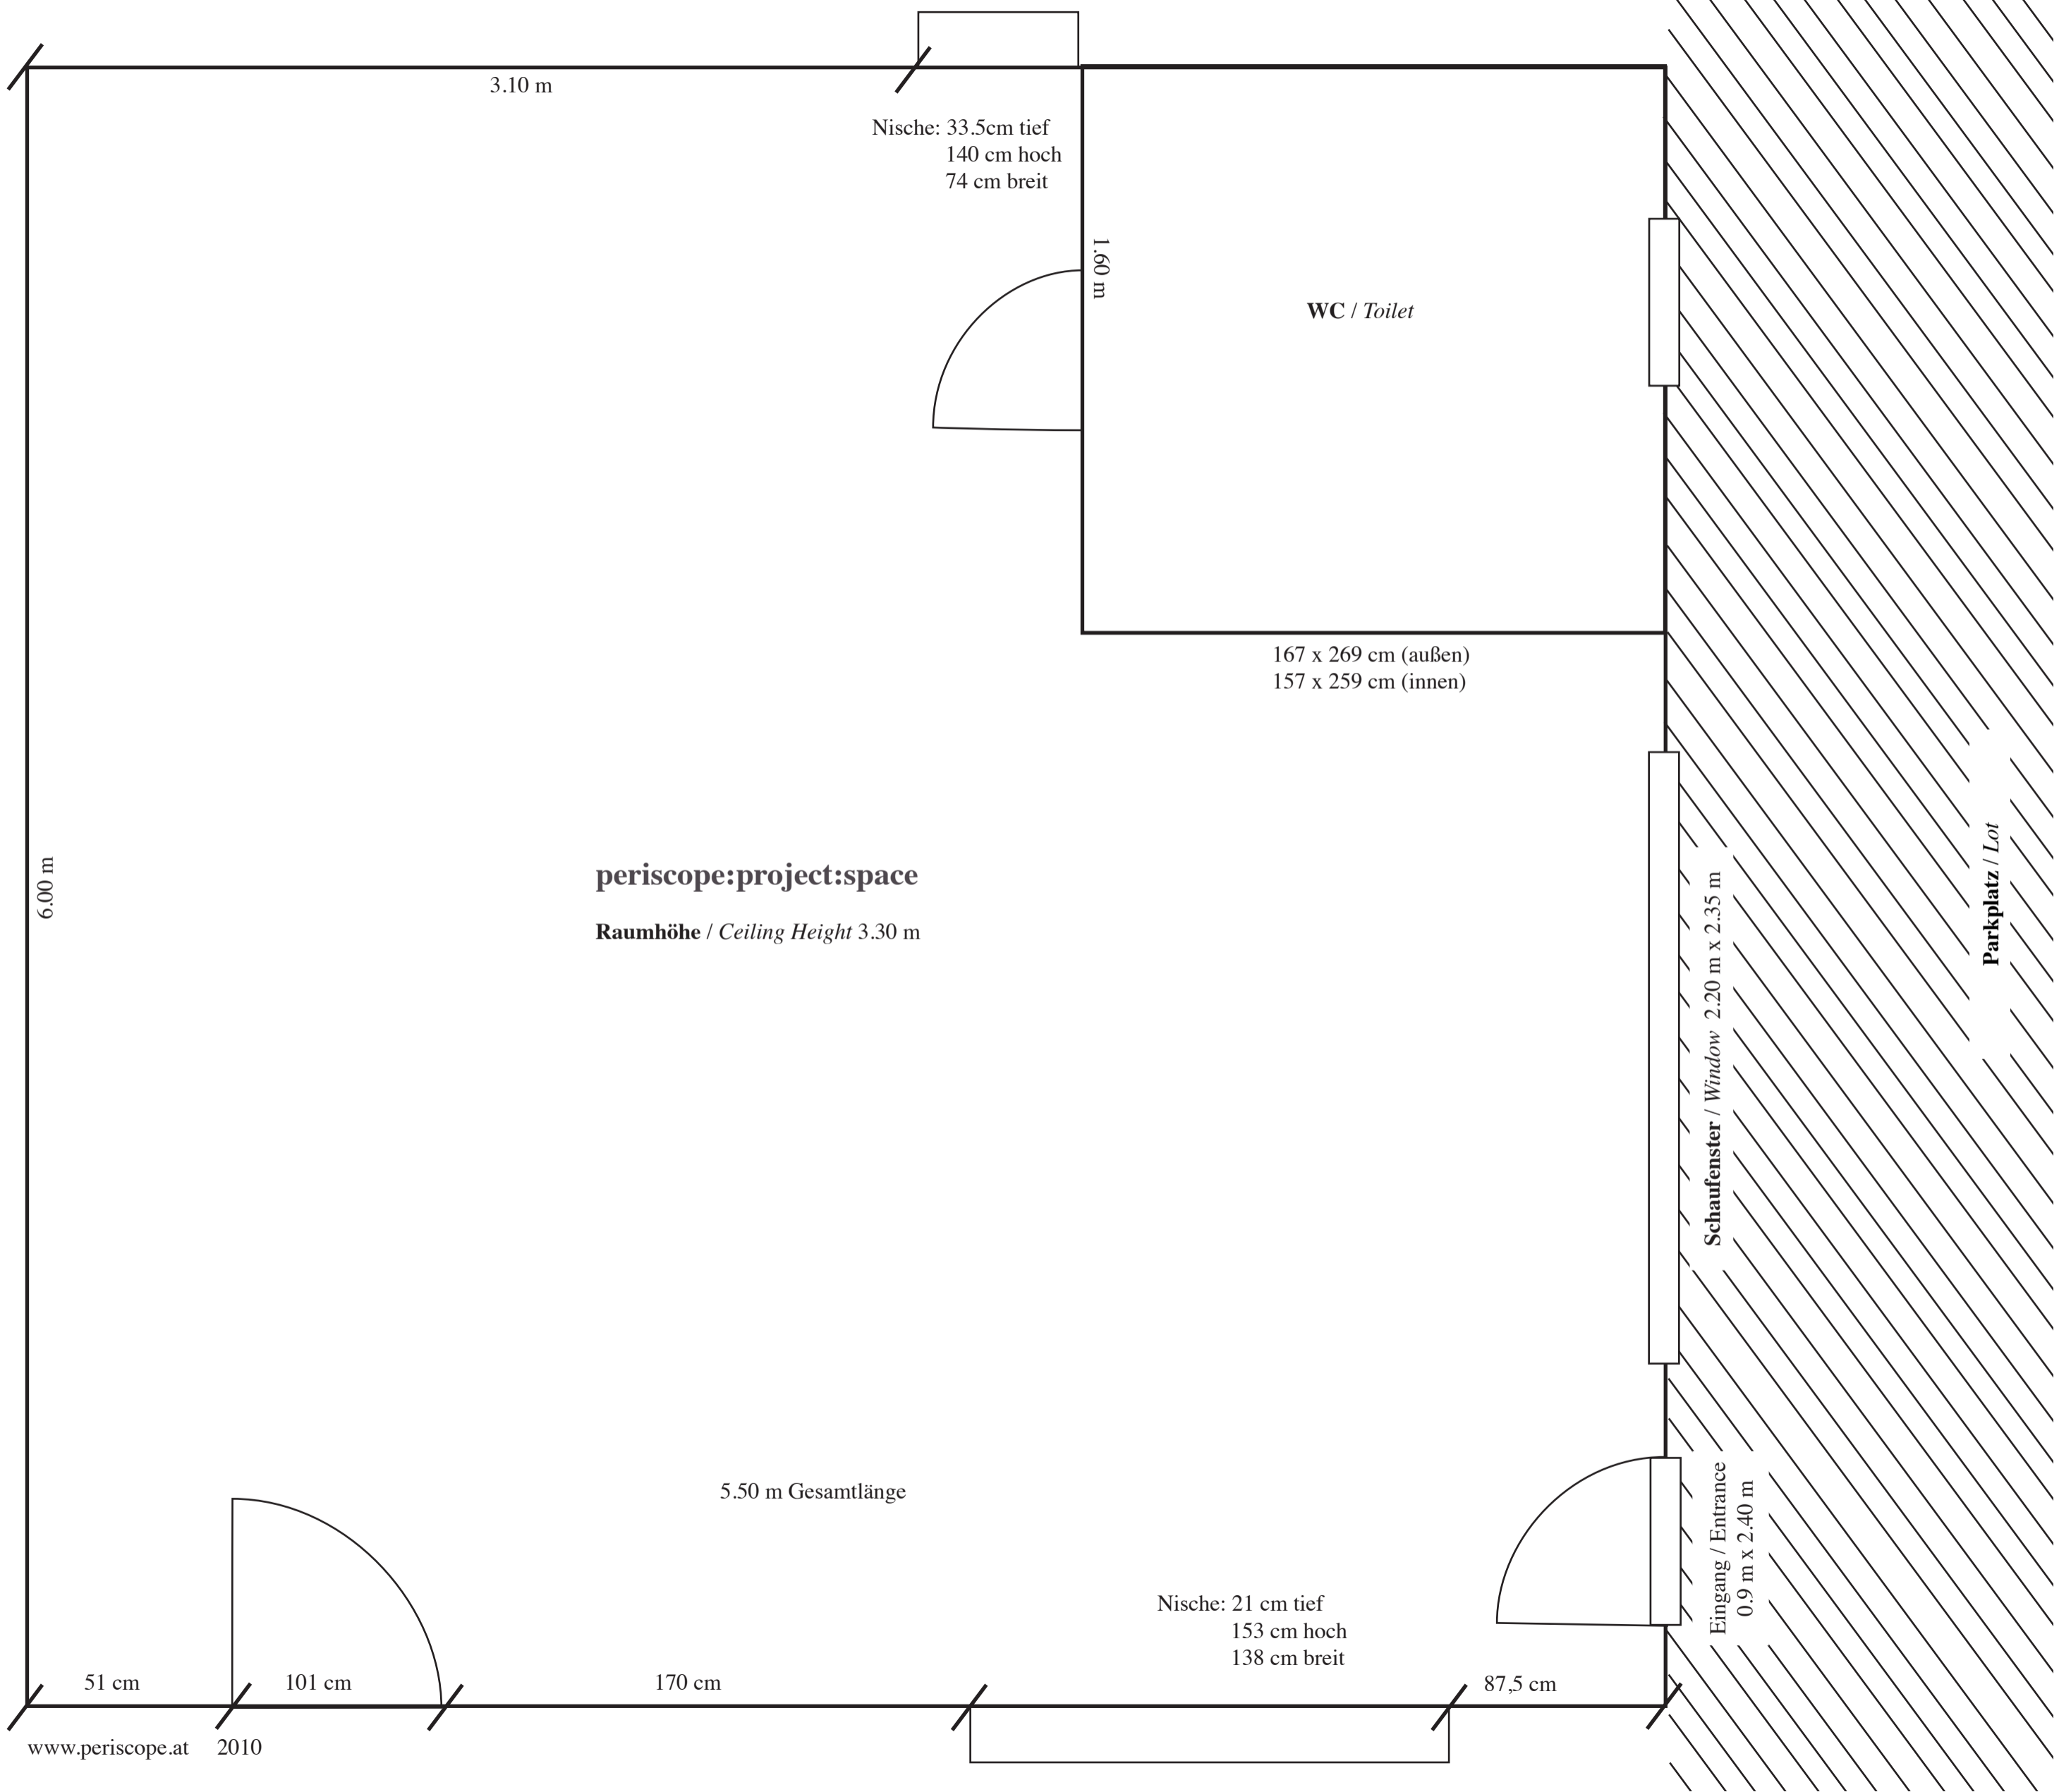 3.10 m
Nische: 33.5cm tief
140 cm hoch
74 cm breit
1.60 m
WC / Toilet
167 x 269 cm (außen)
157 x 259 cm (innen)
6.00 m
periscope:project:space
Raumhöhe / Ceiling Height 3.30 m
Schaufenster / Window 2.20 m x 2.35 m
Parkplatz / Lot
5.50 m Gesamtlänge
Eingang / Entrance
0.9 m x 2.40 m
Nische: 21 cm tief
153 cm hoch
138 cm breit
51 cm
101 cm
170 cm
87,5 cm
www.periscope.at 2010